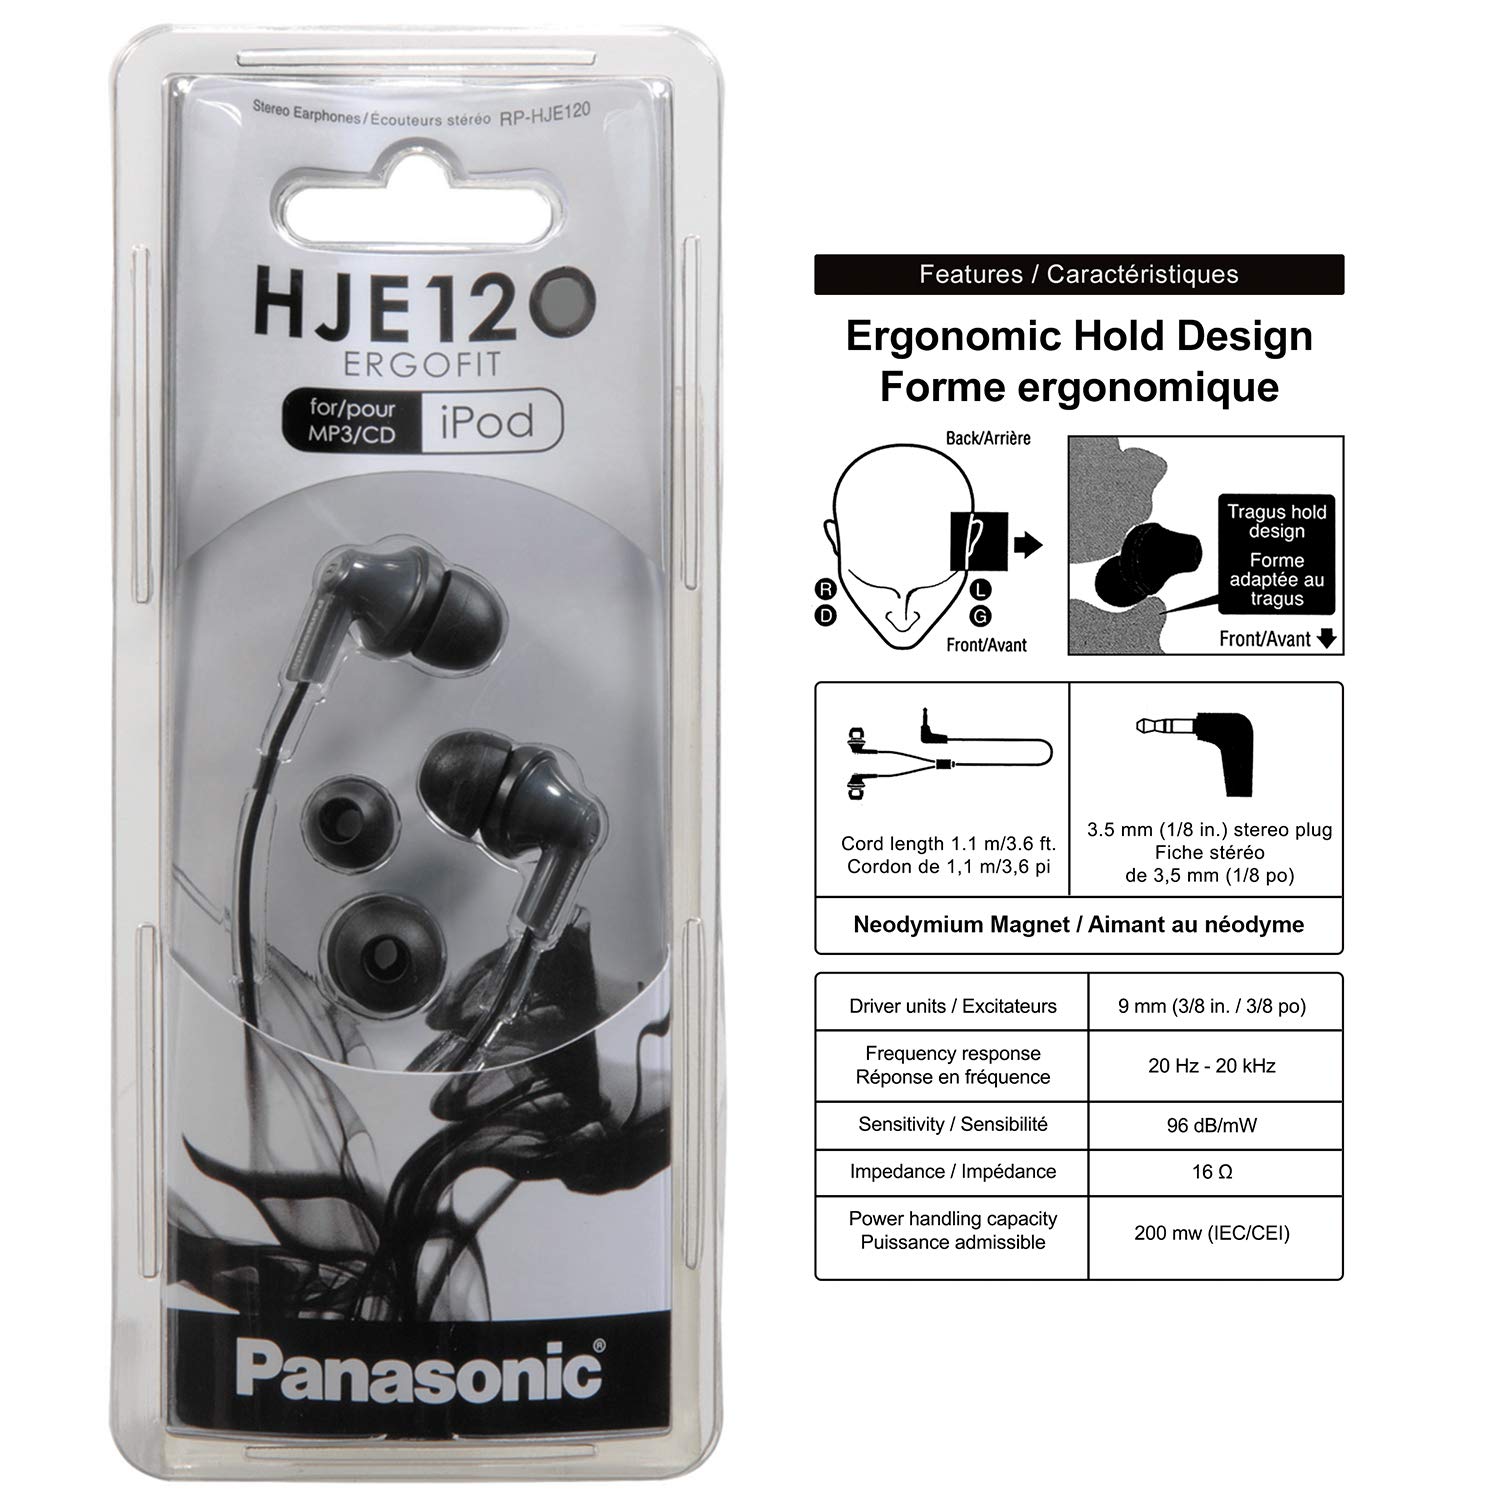 Stereo Earphones / Écouteurs stéréo RP-HJE120
HJE120
ERGOFIT
for/pour
MP3/CD
iPod
Panasonic®
Features / Caractéristiques
Ergonomic Hold Design
Forme ergonomique
Back/Arrière
R
D
L
G
Front/Avant
Tragus hold
design
Forme
adaptée au
tragus
Front/Avant
Cord length 1.1 m/3.6 ft.
Cordon de 1,1 m/3,6 pi
3.5 mm (1/8 in.) stereo plug
Fiche stéréo
de 3,5 mm (1/8 po)
Neodymium Magnet / Aimant au néodyme
Driver units / Excitateurs
9 mm (3/8 in. / 3/8 po)
Frequency response
Réponse en fréquence
20 Hz - 20 kHz
Sensitivity / Sensibilité
96 dB/mW
Impedance / Impédance
16 Ω
Power handling capacity
Puissance admissible
200 mw (IEC/CEI)